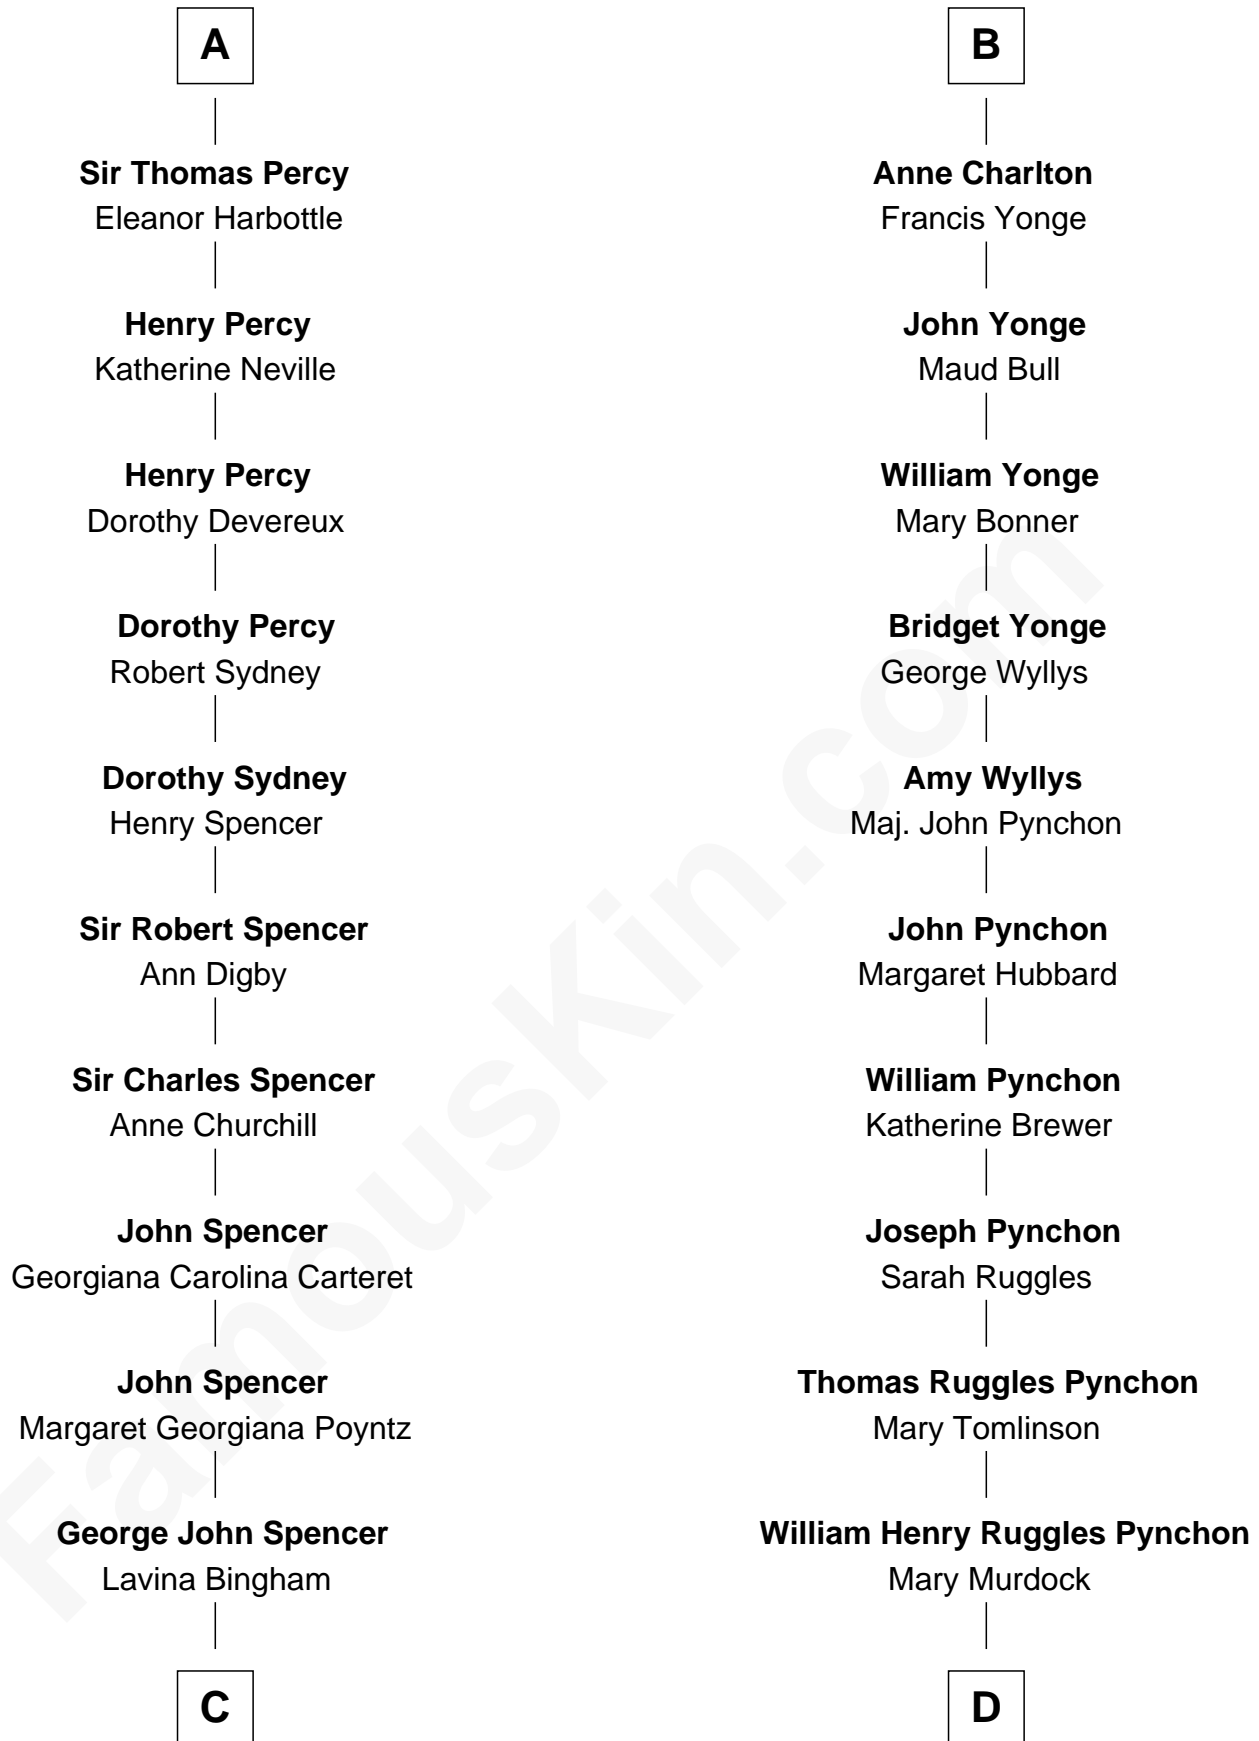 A
Sir Thomas Percy
Eleanor Harbottle
Henry Percy
Katherine Neville
Henry Percy
Dorothy Devereux
Dorothy Percy
Robert Sydney
Dorothy Sydney
Henry Spencer
Sir Robert Spencer
Ann Digby
Sir Charles Spencer
Anne Churchill
John Spencer
Georgiana Carolina Carteret
John Spencer
Margaret Georgiana Poyntz
George John Spencer
Lavina Bingham
C
B
Anne Charlton
Francis Yonge
John Yonge
Maud Bull
William Yonge
Mary Bonner
Bridget Yonge
George Wyllys
Amy Wyllys
Maj. John Pynchon
John Pynchon
Margaret Hubbard
William Pynchon
Katherine Brewer
Joseph Pynchon
Sarah Ruggles
Thomas Ruggles Pynchon
Mary Tomlinson
William Henry Ruggles Pynchon
Mary Murdock
D
FamousKin.com